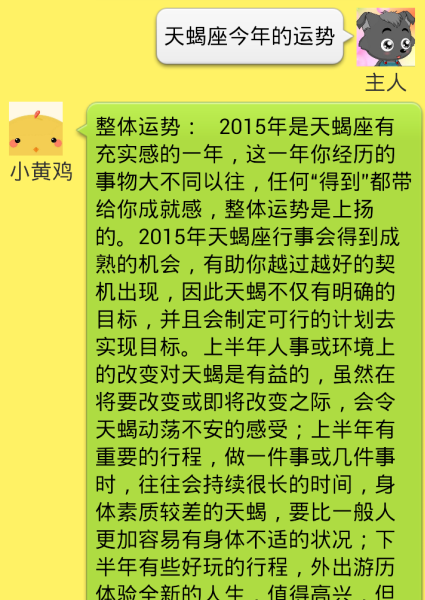 天蝎座今年的运势
主人
小黄鸡
整体运势： 2015年是天蝎座有
充实感的一年，这一年你经历的
事物大不同以往，任何“得到”都带
给你成就感，整体运势是上扬
的。2015年天蝎座行事会得到成
熟的机会，有助你越过越好的契
机出现，因此天蝎不仅有明确的
目标，并且会制定可行的计划去
实现目标。上半年人事或环境上
的改变对天蝎是有益的，虽然在
将要改变或即将改变之际，会令
天蝎动荡不安的感受；上半年有
重要的行程，做一件事或几件事
时，往往会持续很长的时间，身
体素质较差的天蝎，要比一般人
更加容易有身体不适的状况；下
半年有些好玩的行程，外出游历
体验全新的人生，值得高兴，但